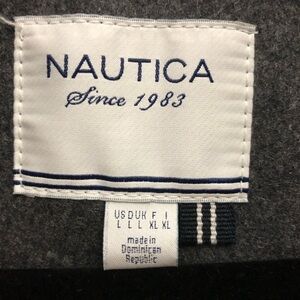 NAUTICA
Since 1983
US D UK F I
L L L XL XL
made in
Dominican
Republic